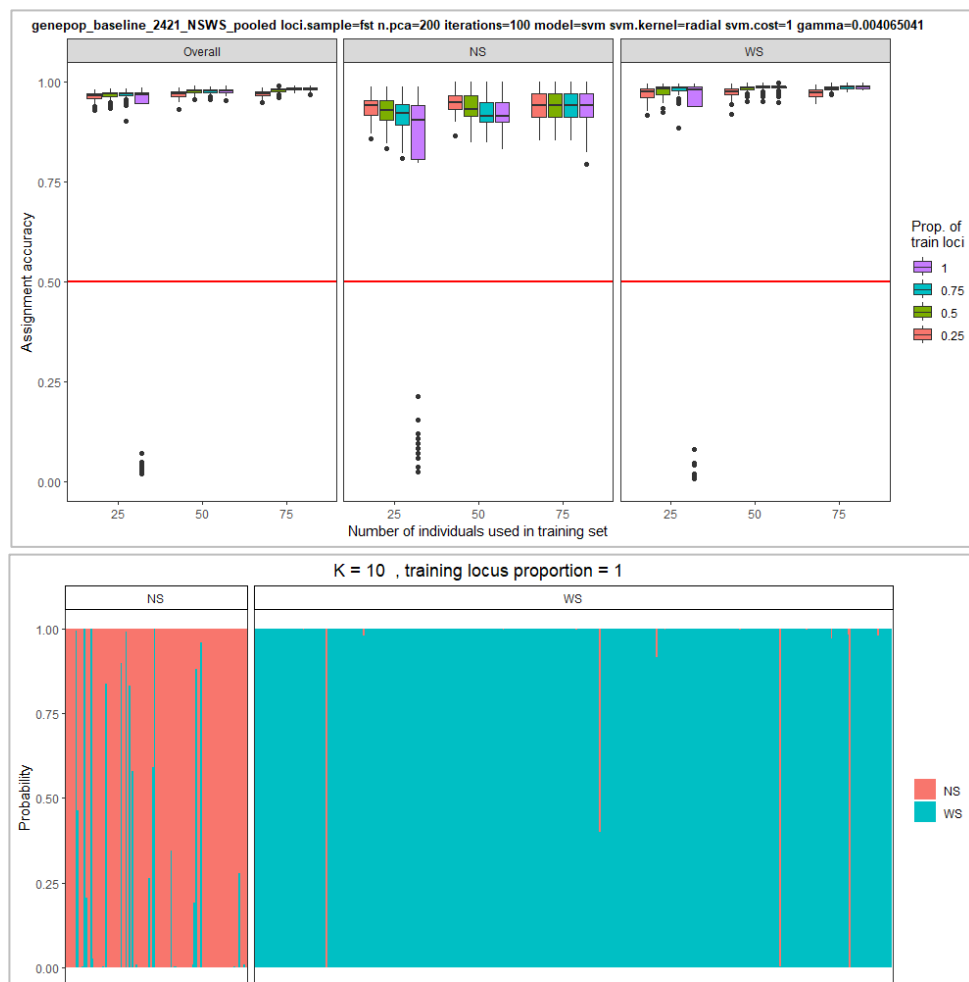 genepop_baseline_2421_NSWS_pooled loci.sample=fst n.pca=200 iterations=100 model=svm svm.kernel=radial svm.cost=1 gamma=0.004065041
Overall
NS
WS
1.00
0.75
0.50
0.25
0.00
Assignment accuracy
25
50
75
25
50
75
25
50
75
Number of individuals used in training set
Prop. of
train loci
1
0.75
0.5
0.25
K = 10 , training locus proportion = 1
NS
WS
1.00
0.75
0.50
0.25
0.00
Probability
NS
WS